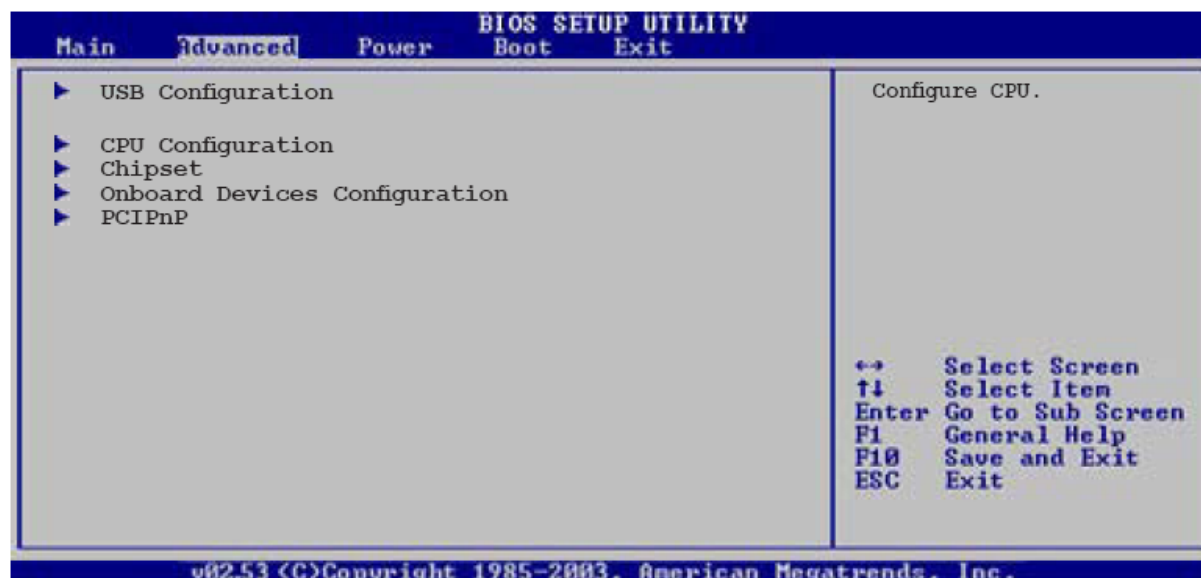 BIOS SETUP UTILITY
Main Advanced Power Boot Exit
USB Configuration
CPU Configuration
Chipset
Onboard Devices Configuration
PCIPnP
Configure CPU.
←→ Select Screen
↑↓ Select Item
Enter Go to Sub Screen
F1 General Help
F10 Save and Exit
ESC Exit
v02.53 (C)Copyright 1985-2003, American Megatrends, Inc.